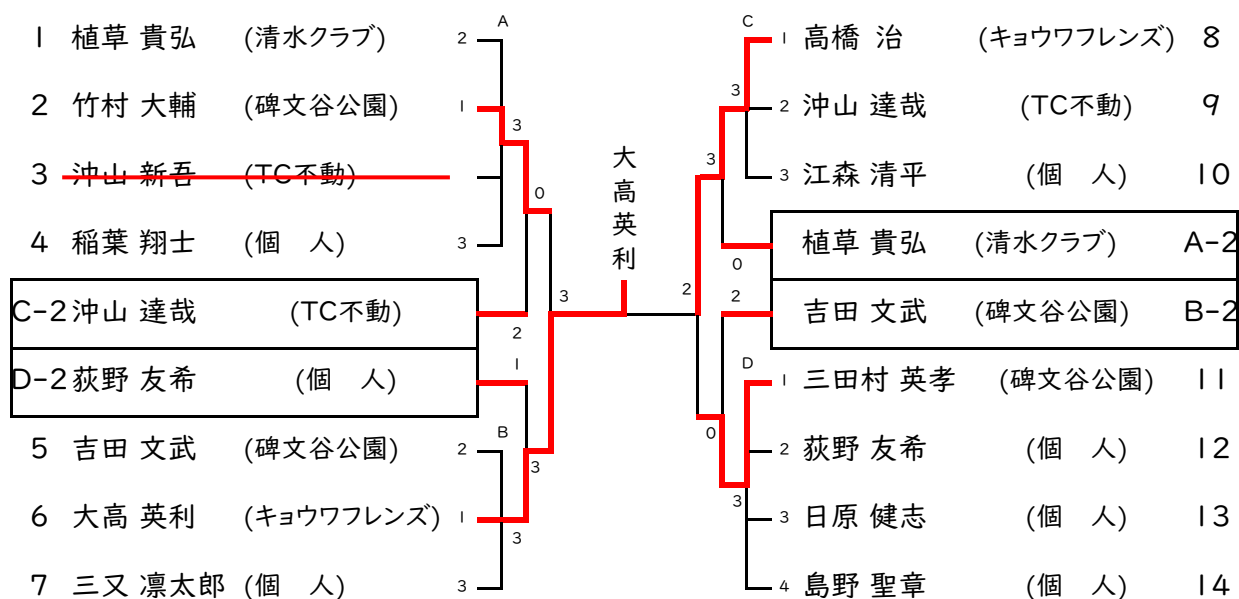 A
1 植草 貴弘 (清水クラブ) 2
2 竹村 大輔 (碑文谷公園) 1
3
3 沖山 新吾 (TC不動)
0
4 稲葉 翔士 (個 人) 3
C-2 沖山 達哉 (TC不動)
3
2
1
D-2 荻野 友希 (個 人)
B
5 吉田 文武 (碑文谷公園) 2
3
6 大高 英利 (キョウワフレンズ) 1
3
7 三又 凛太郎 (個 人) 3
大高英利
C
1 高橋 治 (キョウワフレンズ) 8
3
2 沖山 達哉 (TC不動) 9
3
3 江森 清平 (個 人) 10
植草 貴弘 (清水クラブ) A-2
0
2
2
吉田 文武 (碑文谷公園) B-2
D
1 三田村 英孝 (碑文谷公園) 11
0
2 荻野 友希 (個 人) 12
3
3 日原 健志 (個 人) 13
4 島野 聖章 (個 人) 14